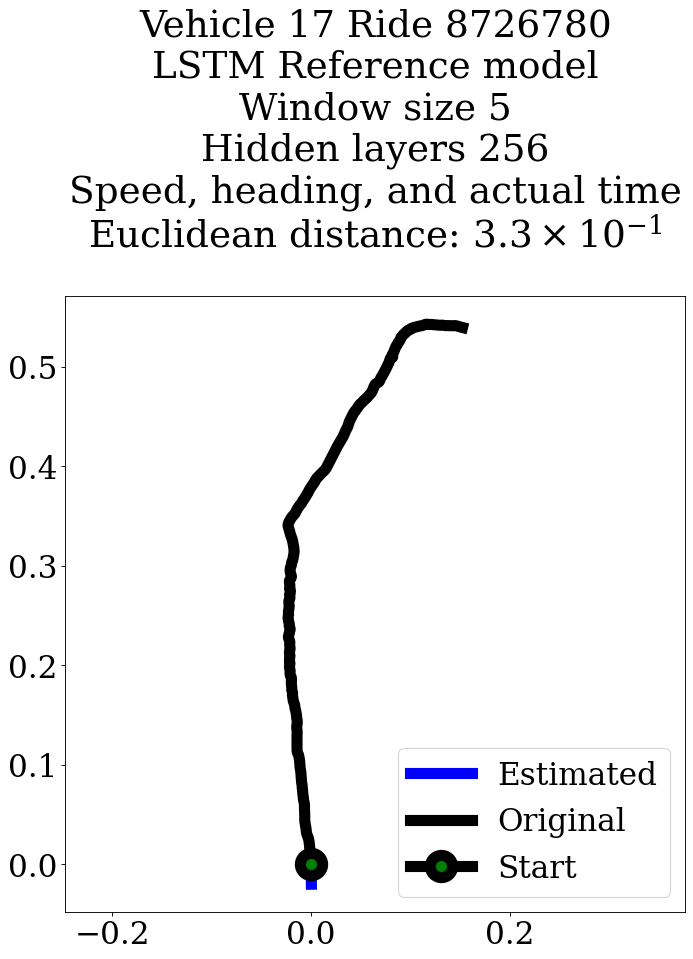 Vehicle 17 Ride 8726780
LSTM Reference model
Window size 5
Hidden layers 256
Speed, heading, and actual time
Euclidean distance: 3.3 × 10⁻¹
0.5
0.4
0.3
0.2
0.1
0.0
Estimated
Original
Start
−0.2
0.0
0.2